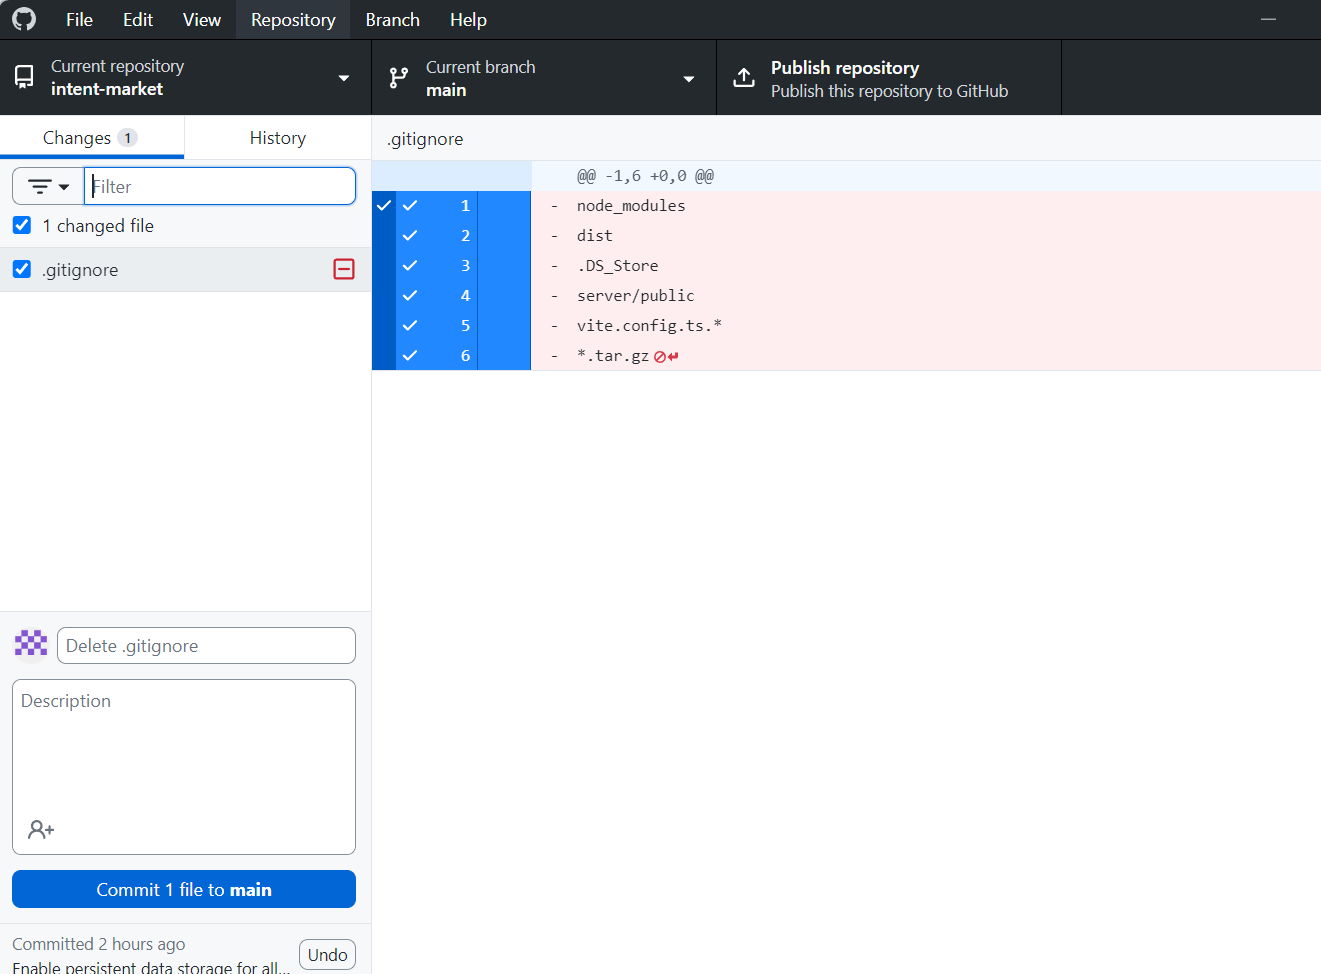 File Edit View Repository Branch Help
Current repository
intent-market
Current branch
main
Publish repository
Publish this repository to GitHub
Changes 1
History
.gitignore
Filter
1 changed file
.gitignore
@@ -1,6 +0,0 @@
1 - node_modules
2 - dist
3 - .DS_Store
4 - server/public
5 - vite.config.ts.*
6 - *.tar.gz
Delete .gitignore
Description
Commit 1 file to main
Committed 2 hours ago
Enable persistent data storage for all...
Undo